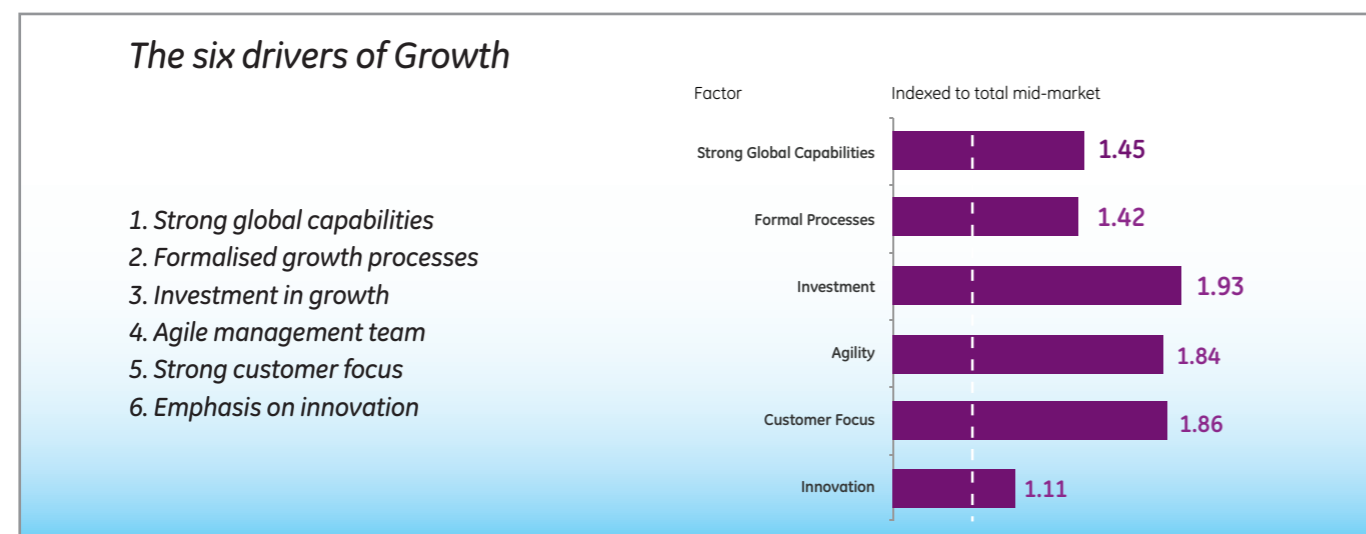 The six drivers of Growth
1. Strong global capabilities
2. Formalised growth processes
3. Investment in growth
4. Agile management team
5. Strong customer focus
6. Emphasis on innovation
Factor Indexed to total mid-market
Strong Global Capabilities 1.45
Formal Processes 1.42
Investment 1.93
Agility 1.84
Customer Focus 1.86
Innovation 1.11